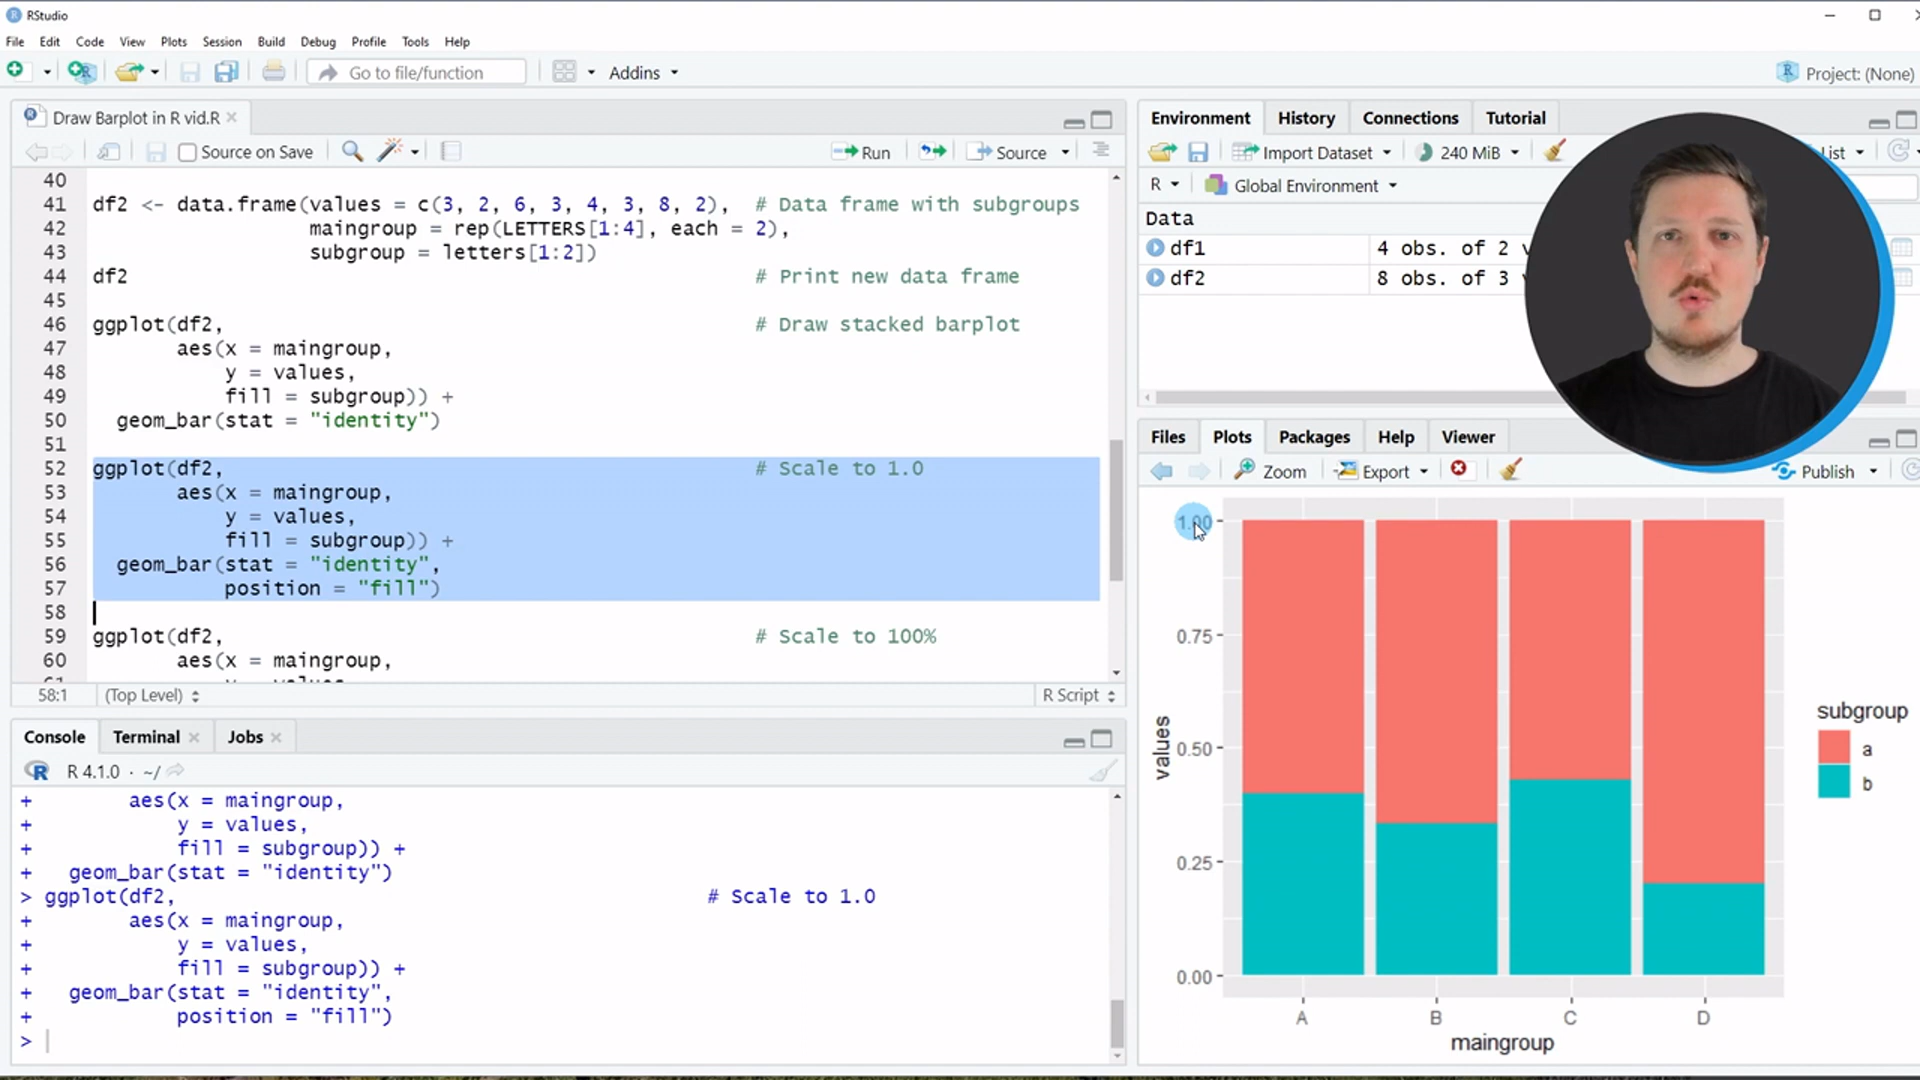 RStudio
File Edit Code View Plots Session Build Debug Profile Tools Help
Go to file/function Addins Project: (None)
Draw Barplot in R vid.R
Source on Save Run Source
40
41 df2 <- data.frame(values = c(3, 2, 6, 3, 4, 3, 8, 2), # Data frame with subgroups
42 maingroup = rep(LETTERS[1:4], each = 2),
43 subgroup = letters[1:2])
44 df2 # Print new data frame
45
46 ggplot(df2, # Draw stacked barplot
47 aes(x = maingroup,
48 y = values,
49 fill = subgroup)) +
50 geom_bar(stat = "identity")
51
52 ggplot(df2, # Scale to 1.0
53 aes(x = maingroup,
54 y = values,
55 fill = subgroup)) +
56 geom_bar(stat = "identity",
57 position = "fill")
58
59 ggplot(df2, # Scale to 100%
60 aes(x = maingroup,
58:1 (Top Level) R Script
Console Terminal Jobs
R 4.1.0 · ~/
+ aes(x = maingroup,
+ y = values,
+ fill = subgroup)) +
+ geom_bar(stat = "identity")
> ggplot(df2, # Scale to 1.0
+ aes(x = maingroup,
+ y = values,
+ fill = subgroup)) +
+ geom_bar(stat = "identity",
+ position = "fill")
>
Environment History Connections Tutorial
Import Dataset 240 MiB List
R Global Environment
Data
df1 4 obs. of 2
df2 8 obs. of 3
Files Plots Packages Help Viewer
Zoom Export Publish
1.00
0.75
0.50
0.25
0.00
values
A B C D
maingroup
subgroup
a
b